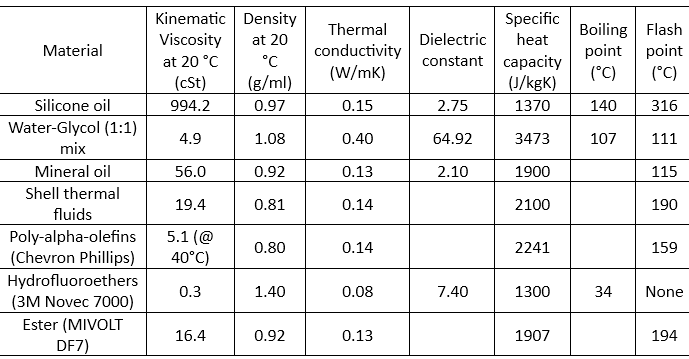 Material | Kinematic Viscosity at 20 °C (cSt) | Density at 20 °C (g/ml) | Thermal conductivity (W/mK) | Dielectric constant | Specific heat capacity (J/kgK) | Boiling point (°C) | Flash point (°C)
Silicone oil | 994.2 | 0.97 | 0.15 | 2.75 | 1370 | 140 | 316
Water-Glycol (1:1) mix | 4.9 | 1.08 | 0.40 | 64.92 | 3473 | 107 | 111
Mineral oil | 56.0 | 0.92 | 0.13 | 2.10 | 1900 | | 115
Shell thermal fluids | 19.4 | 0.81 | 0.14 | | 2100 | | 190
Poly-alpha-olefins (Chevron Phillips) | 5.1 (@ 40°C) | 0.80 | 0.14 | | 2241 | | 159
Hydrofluoroethers (3M Novec 7000) | 0.3 | 1.40 | 0.08 | 7.40 | 1300 | 34 | None
Ester (MIVOLT DF7) | 16.4 | 0.92 | 0.13 | | 1907 | | 194